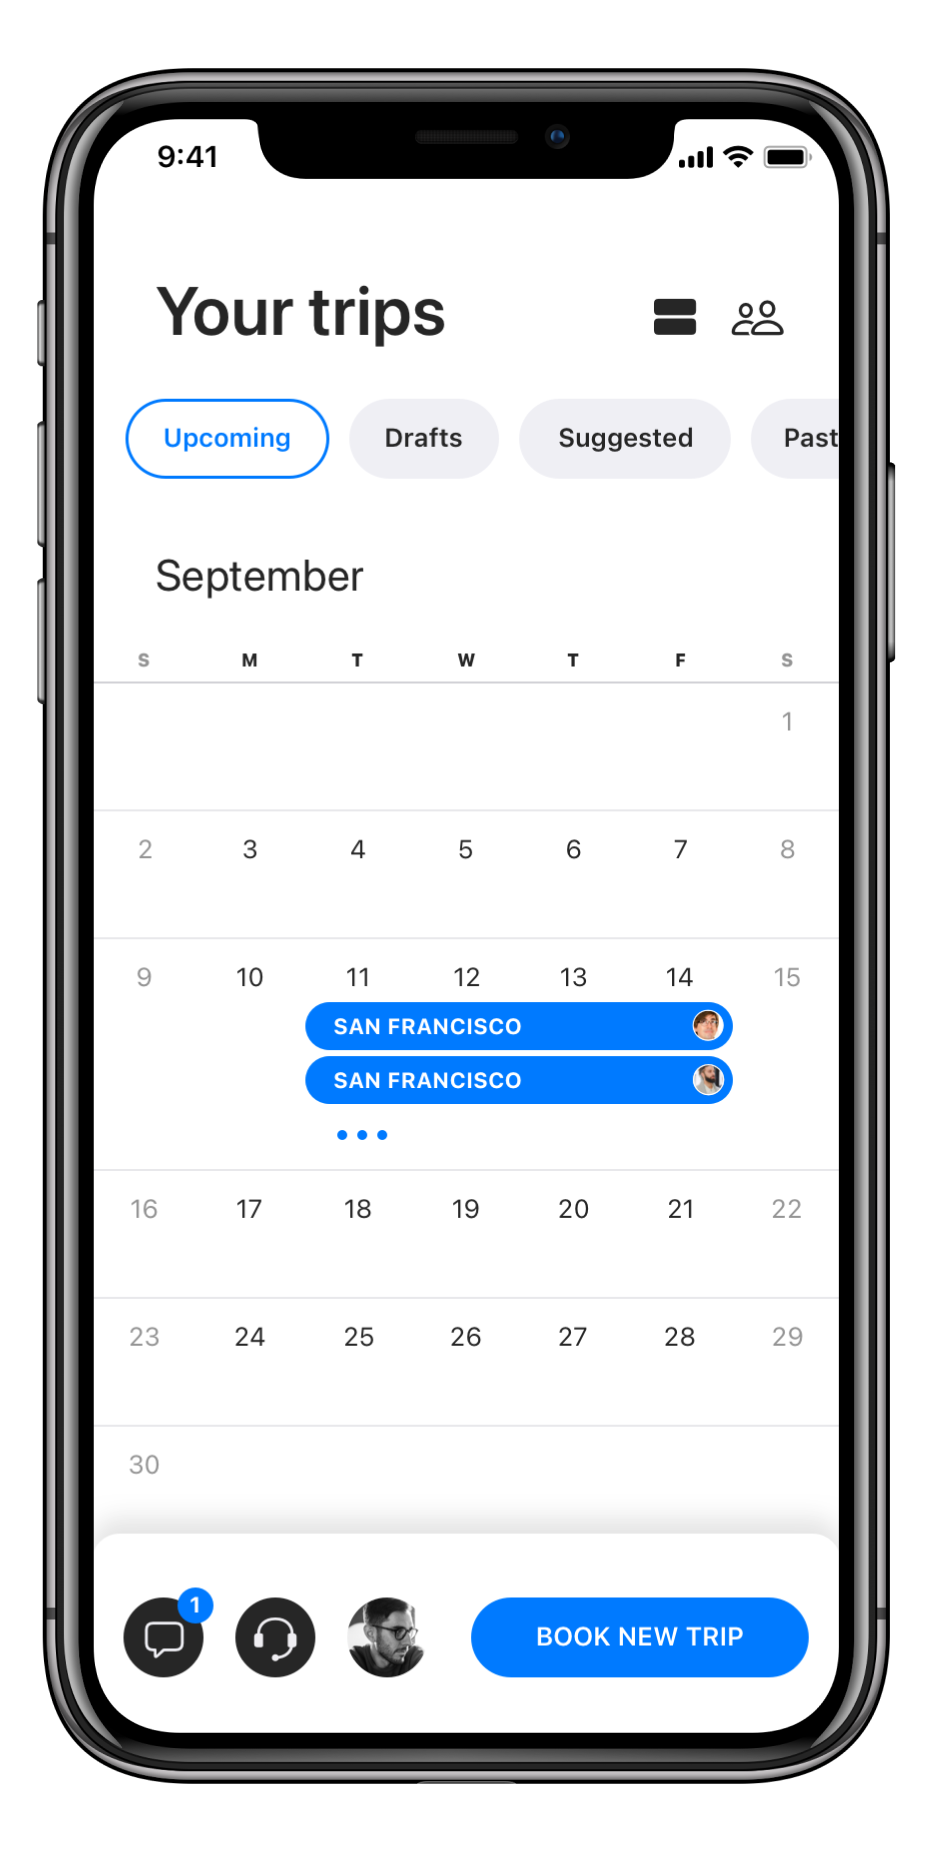 9:41
Your trips
Upcoming Drafts Suggested Past
September
S M T W T F S
1
2 3 4 5 6 7 8
9 10 11 12 13 14 15
SAN FRANCISCO
SAN FRANCISCO
16 17 18 19 20 21 22
23 24 25 26 27 28 29
30
1
BOOK NEW TRIP